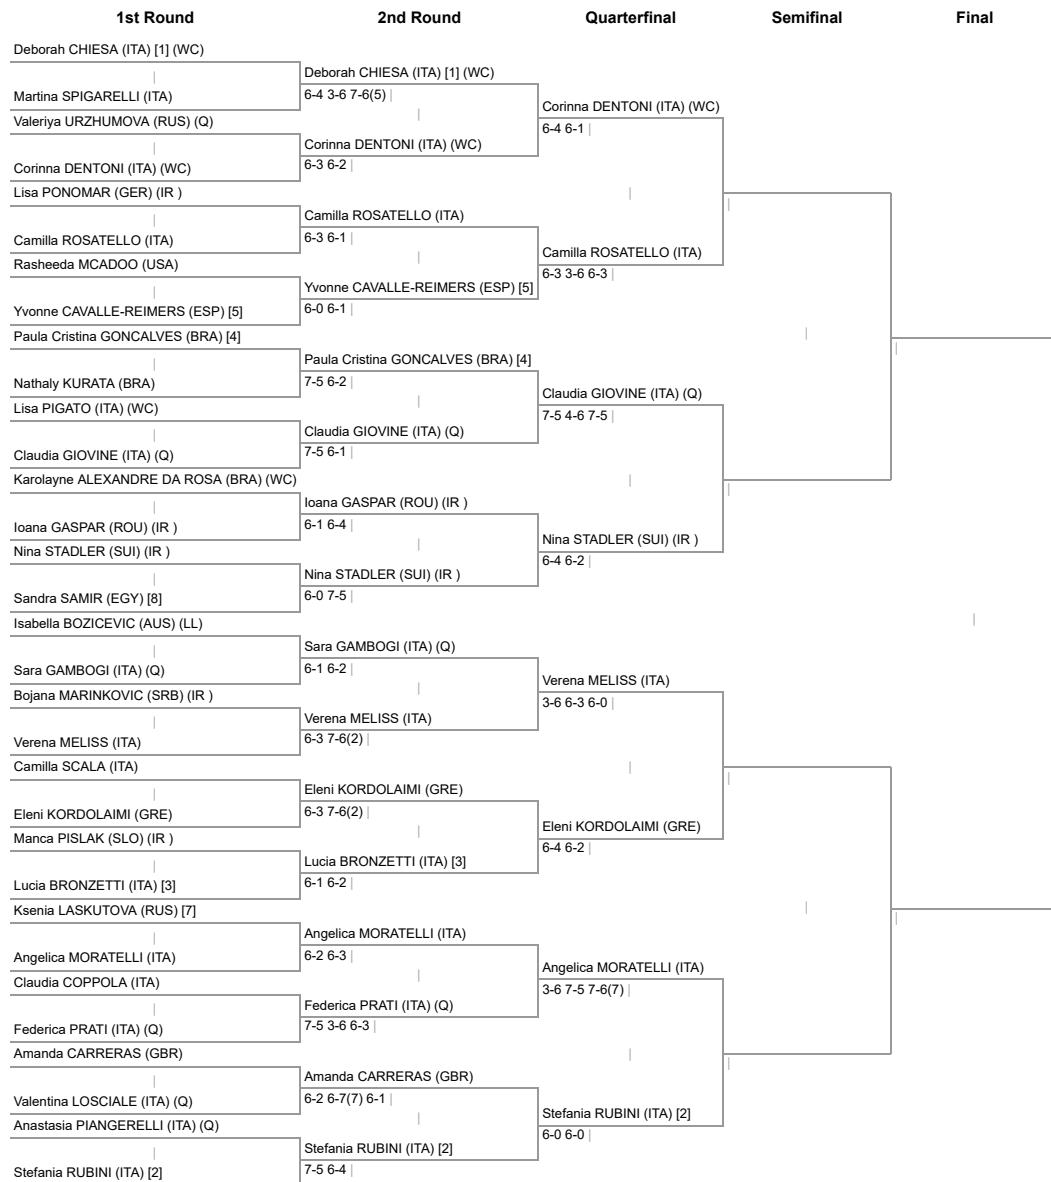 1st Round
2nd Round
Quarterfinal
Semifinal
Final
Deborah CHIESA (ITA) [1] (WC)
Martina SPIGARELLI (ITA)
Valeriya URZHUMOVA (RUS) (Q)
Corinna DENTONI (ITA) (WC)
Lisa PONOMAR (GER) (IR )
Camilla ROSATELLO (ITA)
Rasheeda MCADOO (USA)
Yvonne CAVALLE-REIMERS (ESP) [5]
Paula Cristina GONCALVES (BRA) [4]
Nathaly KURATA (BRA)
Lisa PIGATO (ITA) (WC)
Claudia GIOVINE (ITA) (Q)
Karolayne ALEXANDRE DA ROSA (BRA) (WC)
Ioana GASPAR (ROU) (IR )
Nina STADLER (SUI) (IR )
Sandra SAMIR (EGY) [8]
Isabella BOZICEVIC (AUS) (LL)
Sara GAMBOGI (ITA) (Q)
Bojana MARINKOVIC (SRB) (IR )
Verena MELISS (ITA)
Camilla SCALA (ITA)
Eleni KORDOLAIMI (GRE)
Manca PISLAK (SLO) (IR )
Lucia BRONZETTI (ITA) [3]
Ksenia LASKUTOVA (RUS) [7]
Angelica MORATELLI (ITA)
Claudia COPPOLA (ITA)
Federica PRATI (ITA) (Q)
Amanda CARRERAS (GBR)
Valentina LOSCIALE (ITA) (Q)
Anastasia PIANGERELLI (ITA) (Q)
Stefania RUBINI (ITA) [2]
Deborah CHIESA (ITA) [1] (WC)
6-4 3-6 7-6(5) |
Corinna DENTONI (ITA) (WC)
6-3 6-2 |
Camilla ROSATELLO (ITA)
6-3 6-1 |
Yvonne CAVALLE-REIMERS (ESP) [5]
6-0 6-1 |
Paula Cristina GONCALVES (BRA) [4]
7-5 6-2 |
Claudia GIOVINE (ITA) (Q)
7-5 6-1 |
Ioana GASPAR (ROU) (IR )
6-1 6-4 |
Nina STADLER (SUI) (IR )
6-0 7-5 |
Sara GAMBOGI (ITA) (Q)
6-1 6-2 |
Verena MELISS (ITA)
6-3 7-6(2) |
Eleni KORDOLAIMI (GRE)
6-3 7-6(2) |
Lucia BRONZETTI (ITA) [3]
6-1 6-2 |
Angelica MORATELLI (ITA)
6-2 6-3 |
Federica PRATI (ITA) (Q)
7-5 3-6 6-3 |
Amanda CARRERAS (GBR)
6-2 6-7(7) 6-1 |
Stefania RUBINI (ITA) [2]
7-5 6-4 |
Corinna DENTONI (ITA) (WC)
6-4 6-1 |
Camilla ROSATELLO (ITA)
6-3 3-6 6-3 |
Claudia GIOVINE (ITA) (Q)
7-5 4-6 7-5 |
Nina STADLER (SUI) (IR )
6-4 6-2 |
Verena MELISS (ITA)
3-6 6-3 6-0 |
Eleni KORDOLAIMI (GRE)
6-4 6-2 |
Angelica MORATELLI (ITA)
3-6 7-5 7-6(7) |
Stefania RUBINI (ITA) [2]
6-0 6-0 |